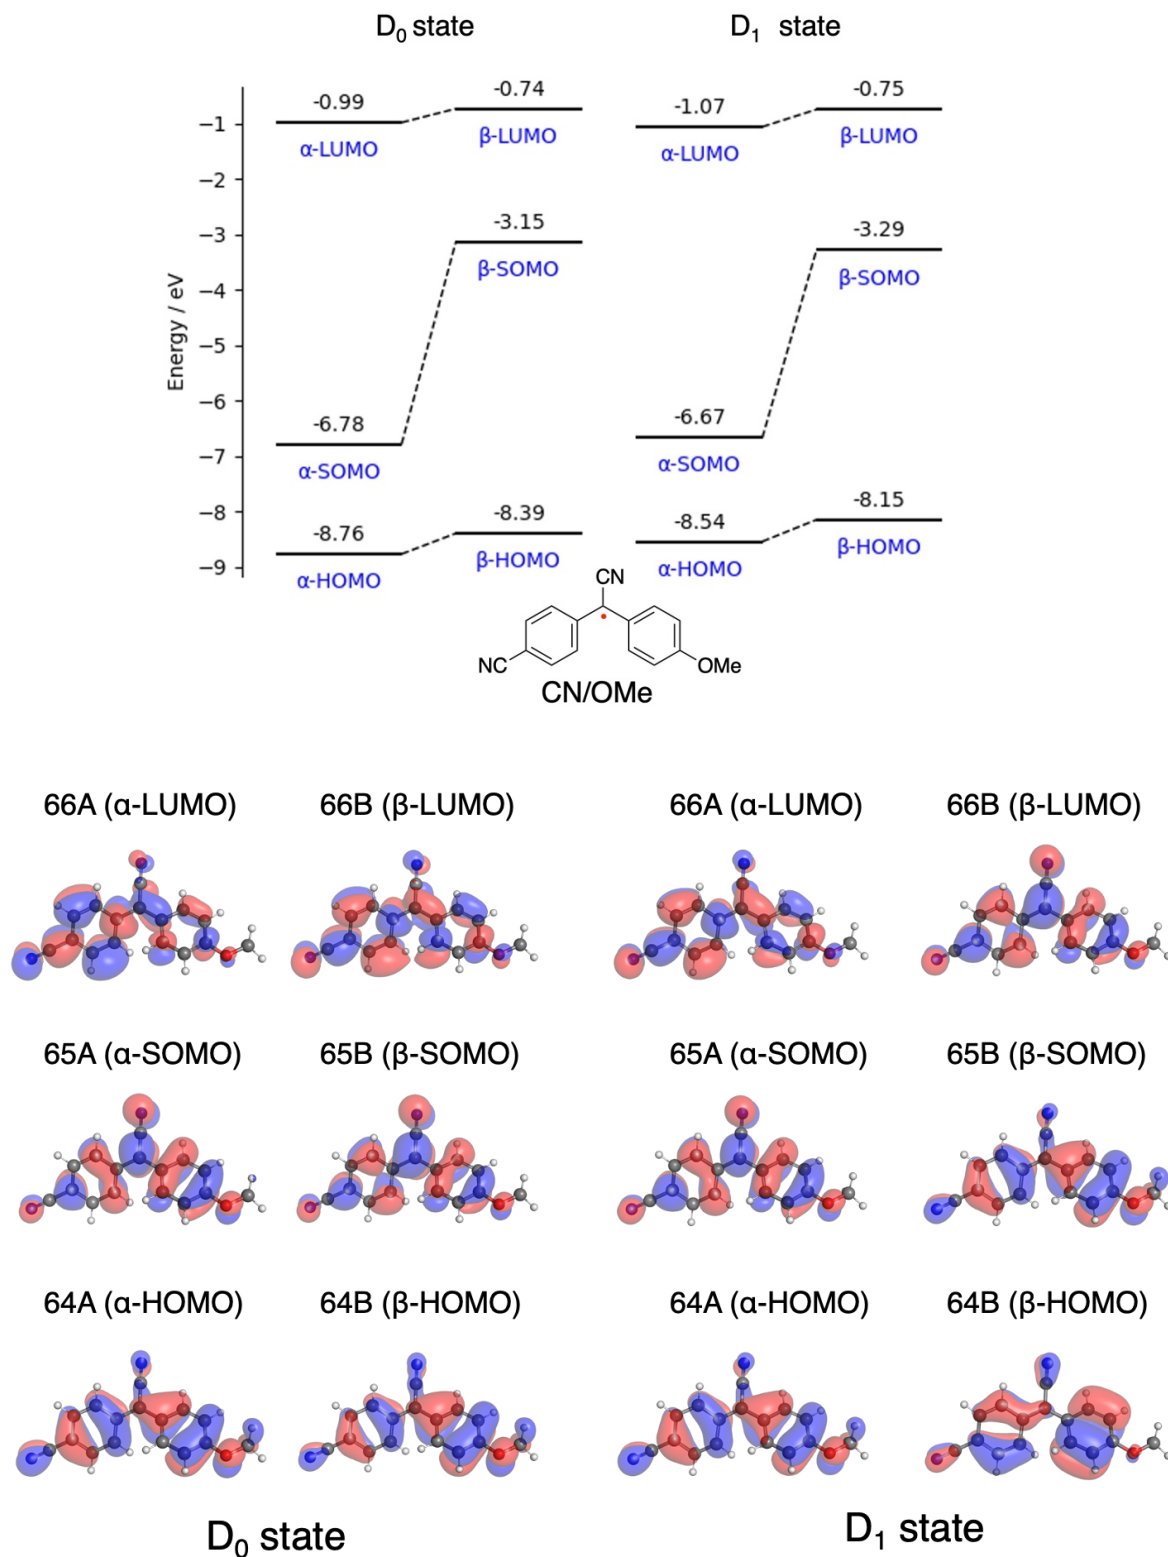 D₀ state D₁ state
-0.99 -0.74 -1.07 -0.75
−1
α-LUMO β-LUMO α-LUMO β-LUMO
−2
-3.15 -3.29
−3
β-SOMO β-SOMO
−4
Energy / eV
−5
-6.78 -6.67
−6
−7
α-SOMO α-SOMO
-8.76 -8.39 -8.54 -8.15
−8
β-HOMO β-HOMO
−9
α-HOMO α-HOMO
CN
NC OMe
CN/OMe
66A (α-LUMO) 66B (β-LUMO) 66A (α-LUMO) 66B (β-LUMO)
65A (α-SOMO) 65B (β-SOMO) 65A (α-SOMO) 65B (β-SOMO)
64A (α-HOMO) 64B (β-HOMO) 64A (α-HOMO) 64B (β-HOMO)
D₀ state D₁ state